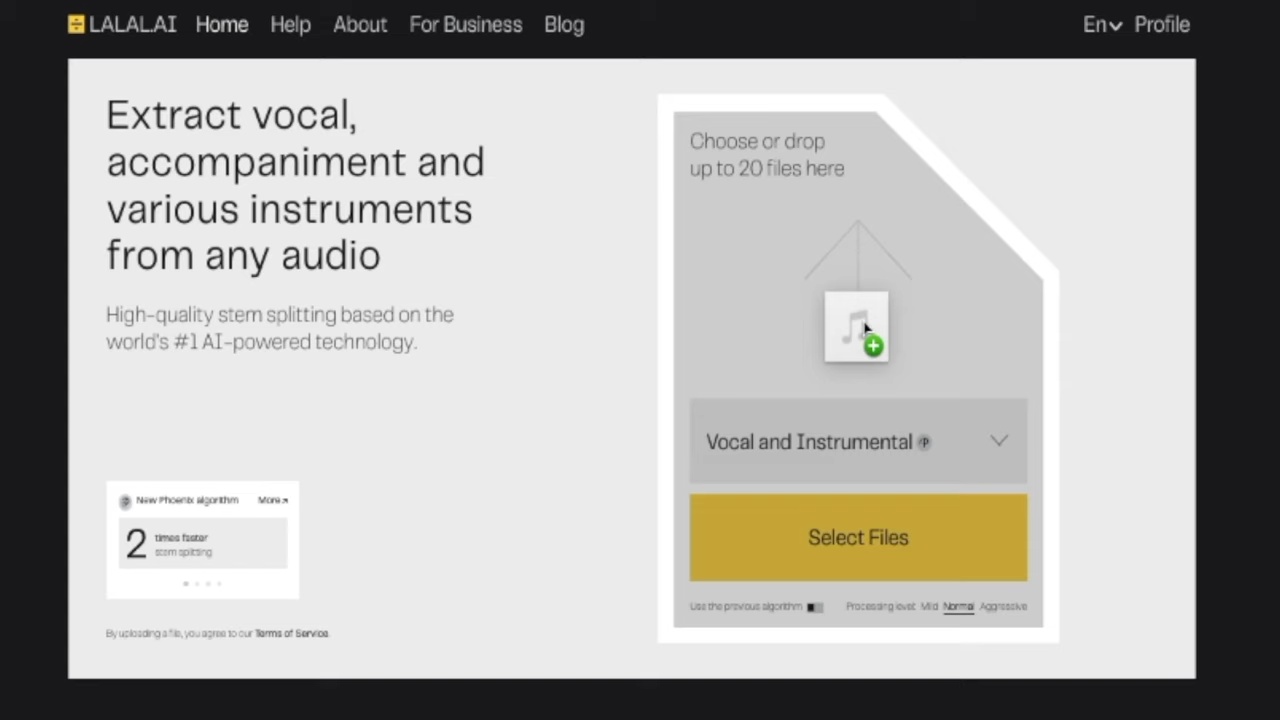 LALAL.AI Home Help About For Business Blog En Profile
Extract vocal,
accompaniment and
various instruments
from any audio
High-quality stem splitting based on the
world's #1 AI-powered technology.
New Phoenix algorithm More
2 times faster
stem splitting
By uploading a file, you agree to our Terms of Service.
Choose or drop
up to 20 files here
Vocal and Instrumental
Select Files
Use the previous algorithm Processing level: Mild Normal Aggressive